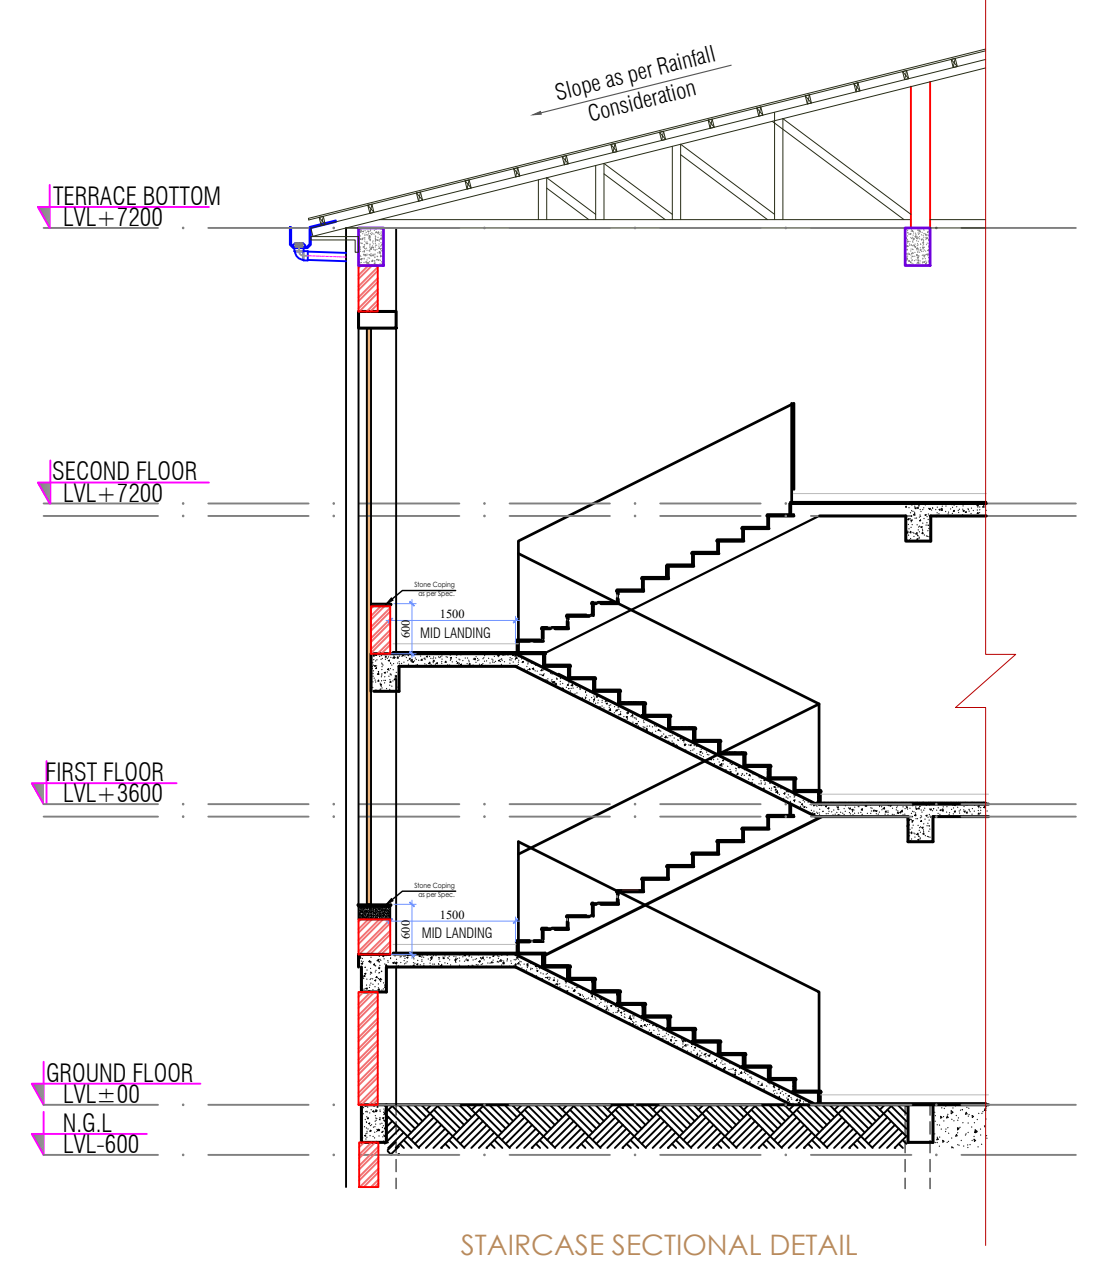 Slope as per Rainfall
Consideration
TERRACE BOTTOM
LVL+7200
SECOND FLOOR
LVL+7200
Stone Coping
as per Spec.
1500
600
MID LANDING
FIRST FLOOR
LVL+3600
Stone Coping
as per Spec.
1500
600
MID LANDING
GROUND FLOOR
LVL±00
N.G.L
LVL-600
STAIRCASE SECTIONAL DETAIL